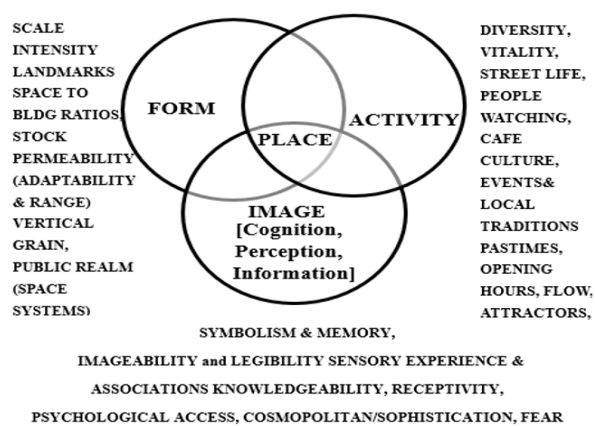 SCALE
INTENSITY
LANDMARKS
SPACE TO
BLDG RATIOS,
STOCK
PERMEABILITY
(ADAPTABILITY
& RANGE)
VERTICAL
GRAIN,
PUBLIC REALM
(SPACE
SYSTEMS)
FORM
ACTIVITY
PLACE
IMAGE
[Cognition,
Perception,
Information]
DIVERSITY,
VITALITY,
STREET LIFE,
PEOPLE
WATCHING,
CAFE
CULTURE,
EVENTS&
LOCAL
TRADITIONS
PASTIMES,
OPENING
HOURS, FLOW,
ATTRACTORS,
SYMBOLISM & MEMORY,
IMAGEABILITY and LEGIBILITY SENSORY EXPERIENCE &
ASSOCIATIONS KNOWLEDGEABILITY, RECEPTIVITY,
PSYCHOLOGICAL ACCESS, COSMOPOLITAN/SOPHISTICATION, FEAR